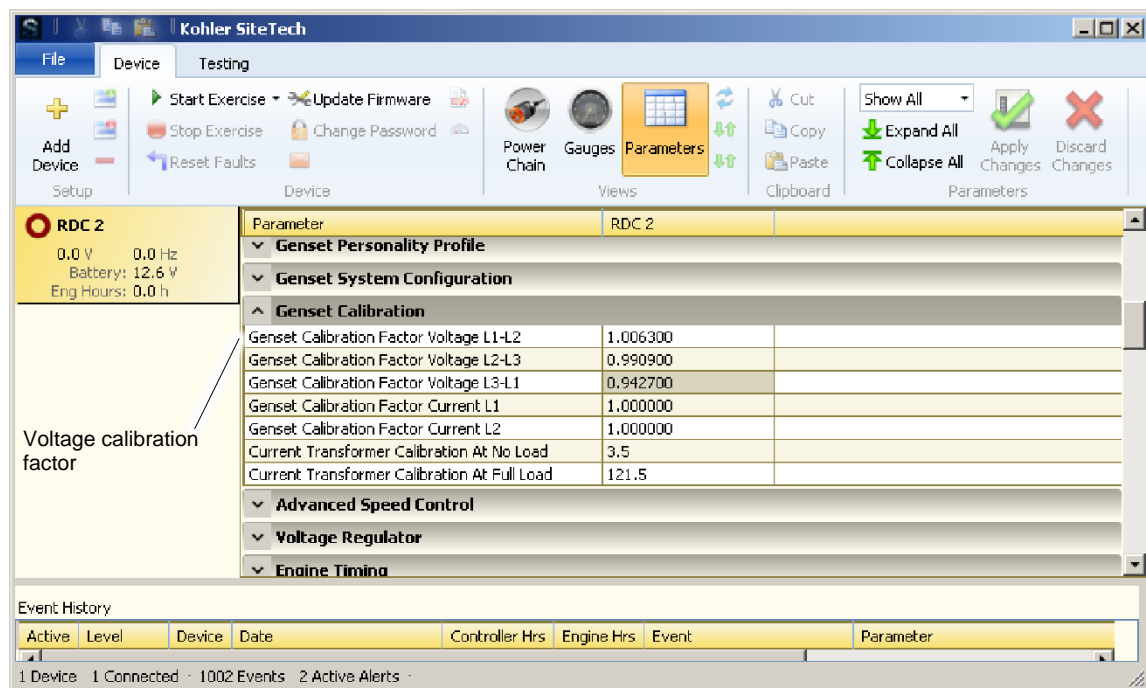 S Kohler SiteTech
File Device Testing
Add Device
Start Exercise
Stop Exercise
Reset Faults
Update Firmware
Change Password
Power Chain
Gauges
Parameters
Cut
Copy
Paste
Show All
Expand All
Collapse All
Apply Changes
Discard Changes
Setup Device Views Clipboard Parameters
RDC 2
0.0 V 0.0 Hz
Battery: 12.6 V
Eng Hours: 0.0 h
Parameter RDC 2
Genset Personality Profile
Genset System Configuration
Genset Calibration
Genset Calibration Factor Voltage L1-L2 1.006300
Genset Calibration Factor Voltage L2-L3 0.990900
Genset Calibration Factor Voltage L3-L1 0.942700
Genset Calibration Factor Current L1 1.000000
Genset Calibration Factor Current L2 1.000000
Current Transformer Calibration At No Load 3.5
Current Transformer Calibration At Full Load 121.5
Advanced Speed Control
Voltage Regulator
Engine Timing
Voltage calibration
factor
Event History
Active Level Device Date Controller Hrs Engine Hrs Event Parameter
1 Device 1 Connected - 1002 Events 2 Active Alerts -